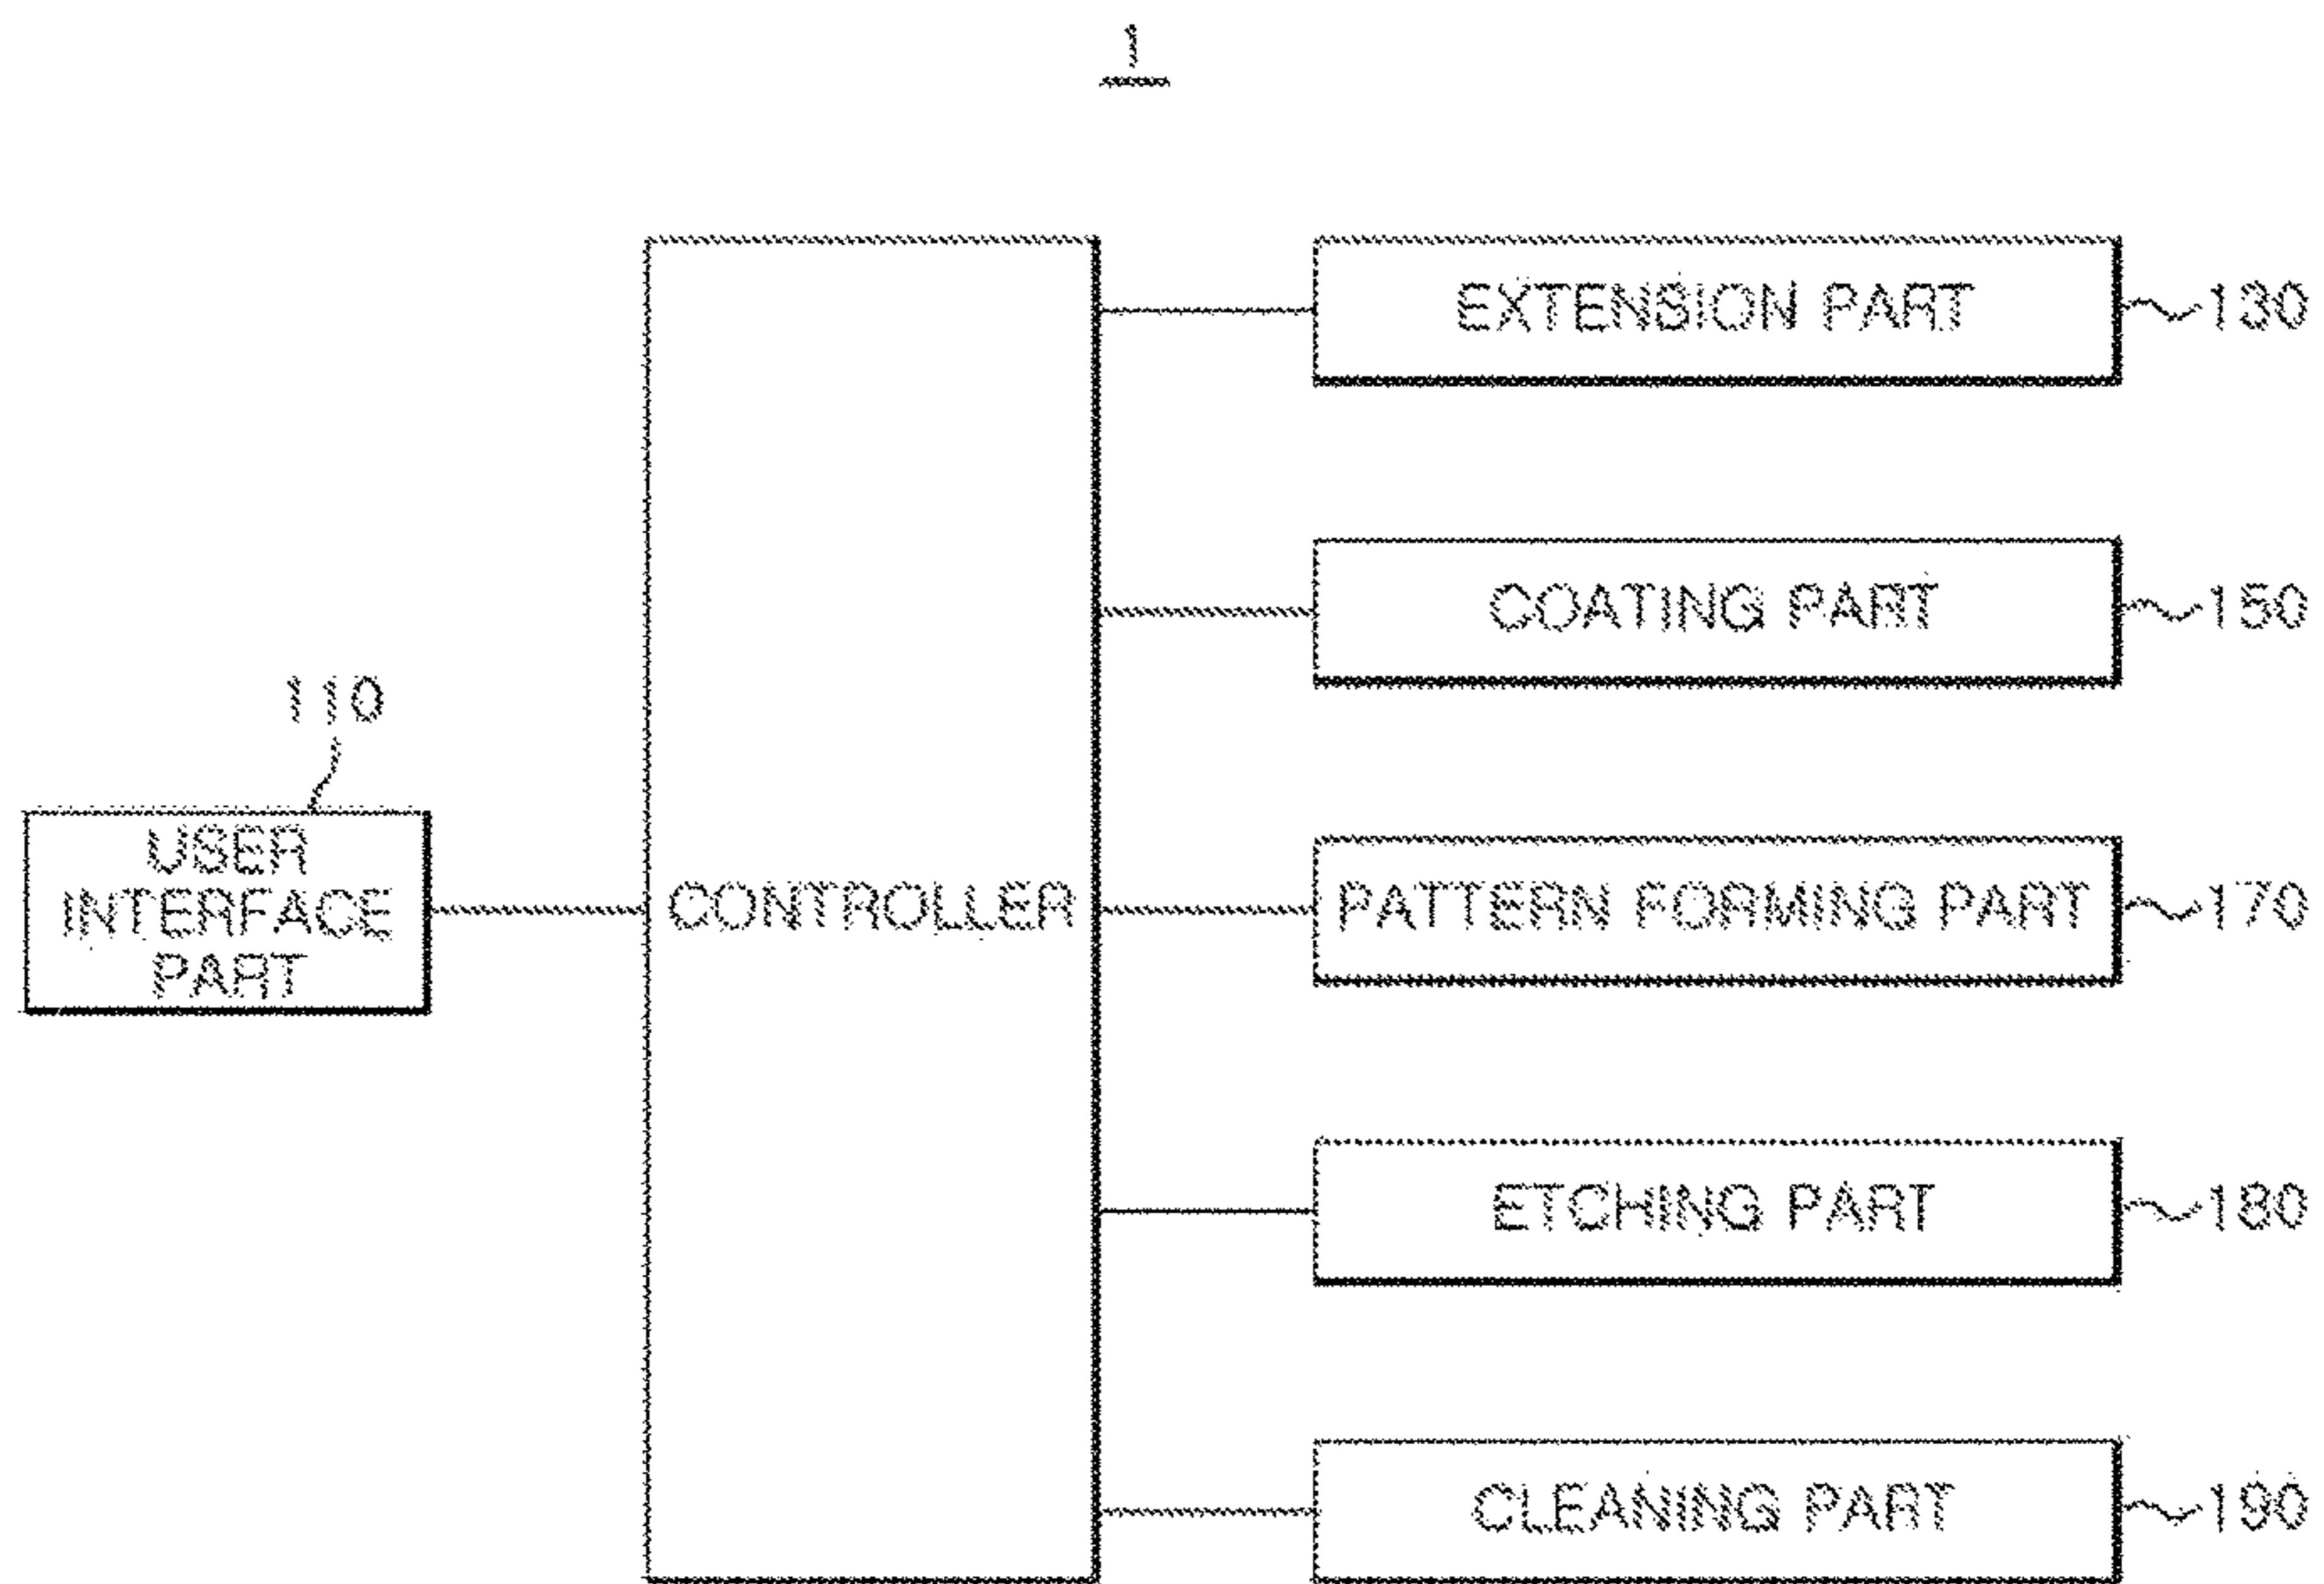 1
EXTENSION PART
130
COATING PART
150
110
USER
INTERFACE
PART
CONTROLLER
PATTERN FORMING PART
170
ETCHING PART
180
CLEANING PART
190